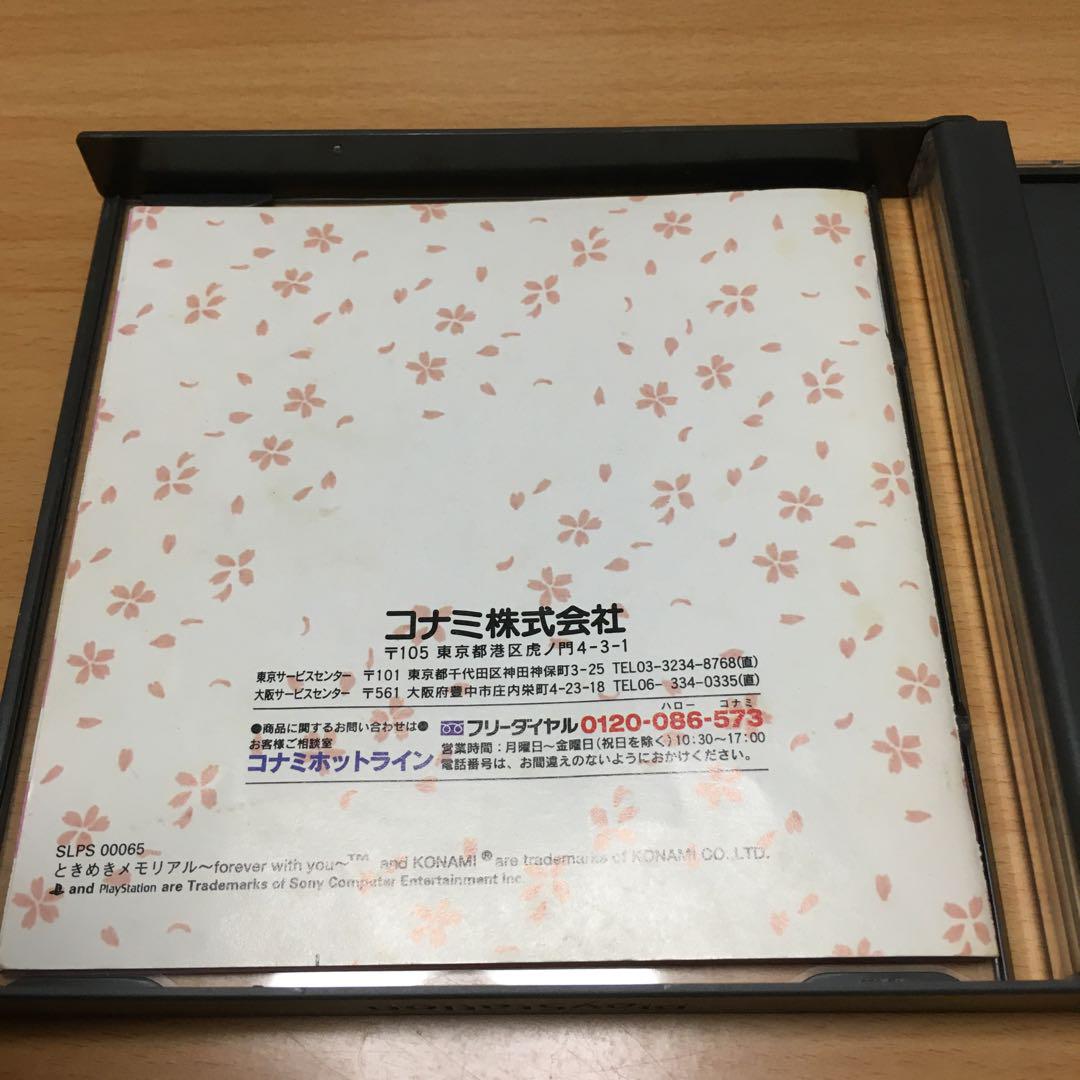 コナミ株式会社
〒105 東京都港区虎ノ門4-3-1
東京サービスセンター 〒101 東京都千代田区神田神保町3-25 TEL03-3234-8768(直)
大阪サービスセンター 〒561 大阪府豊中市庄内栄町4-23-18 TEL06- 334-0335(直)
●商品に関するお問い合わせは●
お客様ご相談室
コナミホットライン
ハロー コナミ
フリーダイヤル 0120-086-573
営業時間:月曜日〜金曜日(祝日を除く)10:30〜17:00
電話番号は、お間違えのないようにおかけください。
SLPS 00065
ときめきメモリアル〜forever with you〜™ and KONAMI® are trademarks of KONAMI CO., LTD.
and PlayStation are Trademarks of Sony Computer Entertainment Inc.
PlayStation